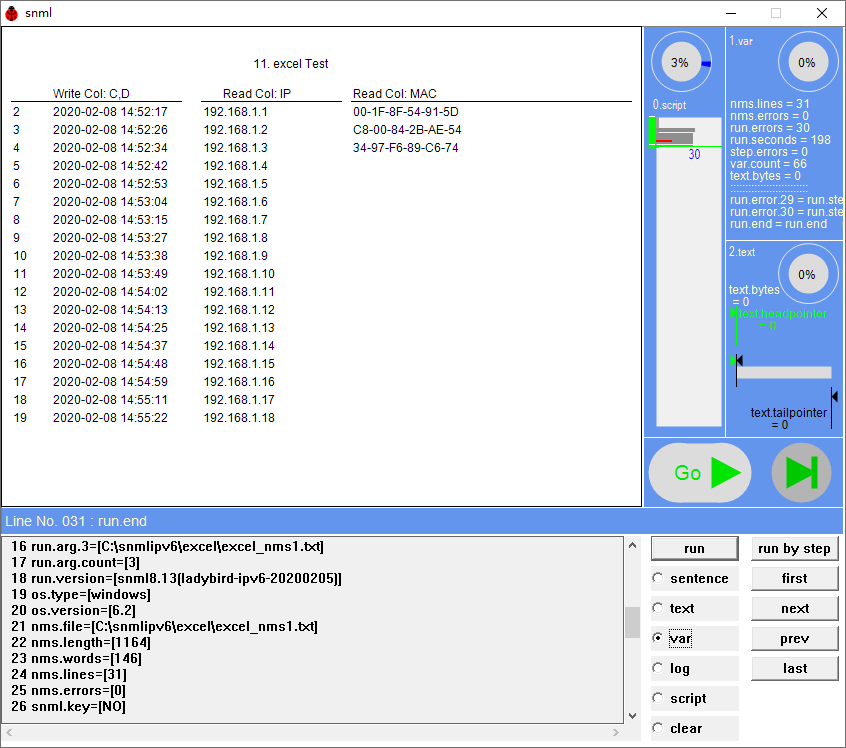 snml
11. excel Test
Write Col: C,D Read Col: IP Read Col: MAC
2 2020-02-08 14:52:17 192.168.1.1 00-1F-8F-54-91-5D
3 2020-02-08 14:52:26 192.168.1.2 C8-00-84-2B-AE-54
4 2020-02-08 14:52:34 192.168.1.3 34-97-F6-89-C6-74
5 2020-02-08 14:52:42 192.168.1.4
6 2020-02-08 14:52:53 192.168.1.5
7 2020-02-08 14:53:04 192.168.1.6
8 2020-02-08 14:53:15 192.168.1.7
9 2020-02-08 14:53:27 192.168.1.8
10 2020-02-08 14:53:38 192.168.1.9
11 2020-02-08 14:53:49 192.168.1.10
12 2020-02-08 14:54:02 192.168.1.11
13 2020-02-08 14:54:13 192.168.1.12
14 2020-02-08 14:54:25 192.168.1.13
15 2020-02-08 14:54:37 192.168.1.14
16 2020-02-08 14:54:48 192.168.1.15
17 2020-02-08 14:54:59 192.168.1.16
18 2020-02-08 14:55:11 192.168.1.17
19 2020-02-08 14:55:22 192.168.1.18
3%
0.script
30
1.var
0%
nms.lines = 31
nms.errors = 0
run.errors = 30
run.seconds = 198
step.errors = 0
var.count = 66
text.bytes = 0
::::::::::::::::::::::::::
run.error.29 = run.ste
run.error.30 = run.ste
run.end = run.end
2.text
0%
text.bytes
= 0
text.headpointer
= 0
text.tailpointer
= 0
Go
Line No. 031 : run.end
16 run.arg.3=[C:\snmlipv6\excel\excel_nms1.txt]
17 run.arg.count=[3]
18 run.version=[snml8.13(ladybird-ipv6-20200205)]
19 os.type=[windows]
20 os.version=[6.2]
21 nms.file=[C:\snmlipv6\excel\excel_nms1.txt]
22 nms.length=[1164]
23 nms.words=[146]
24 nms.lines=[31]
25 nms.errors=[0]
26 snml.key=[NO]
run run by step
sentence first
text next
var prev
log last
script
clear